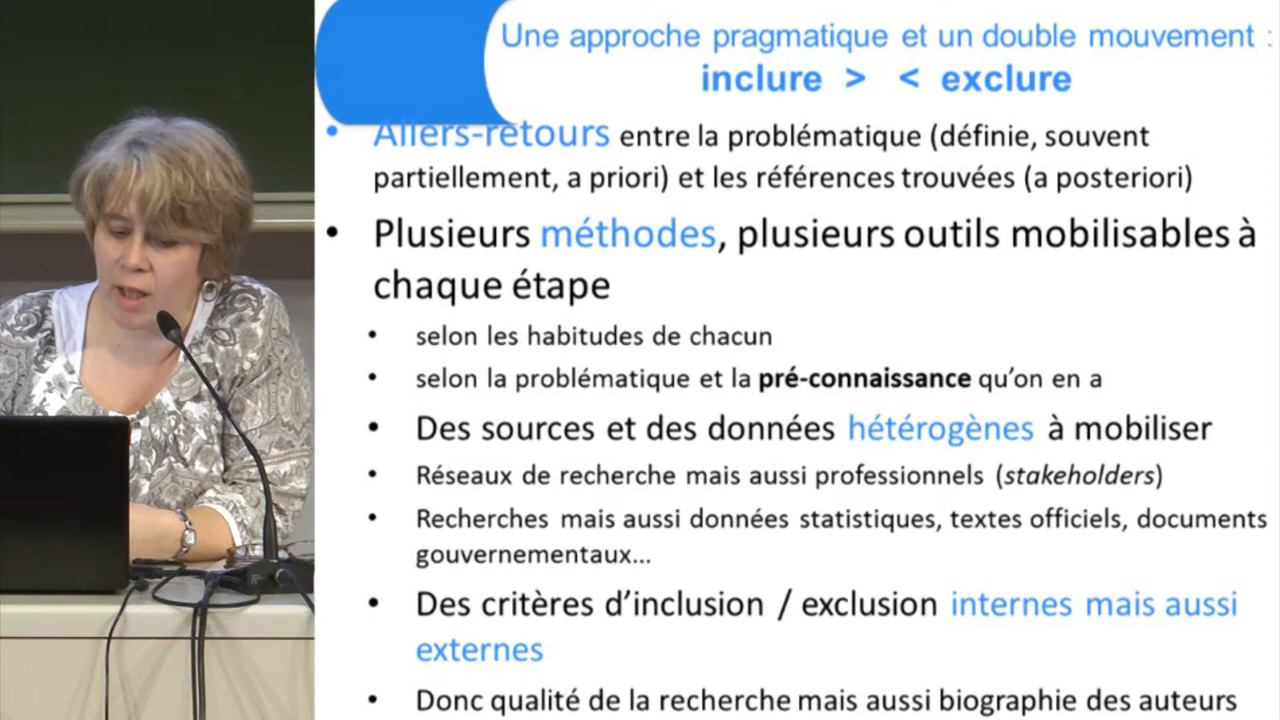 Une approche pragmatique et un double mouvement :
inclure > < exclure
• Allers-retours entre la problématique (définie, souvent
partiellement, a priori) et les références trouvées (a posteriori)
• Plusieurs méthodes, plusieurs outils mobilisables à
chaque étape
• selon les habitudes de chacun
• selon la problématique et la pré-connaissance qu’on en a
• Des sources et des données hétérogènes à mobiliser
• Réseaux de recherche mais aussi professionnels (stakeholders)
• Recherches mais aussi données statistiques, textes officiels, documents
gouvernementaux...
• Des critères d’inclusion / exclusion internes mais aussi
externes
• Donc qualité de la recherche mais aussi biographie des auteurs